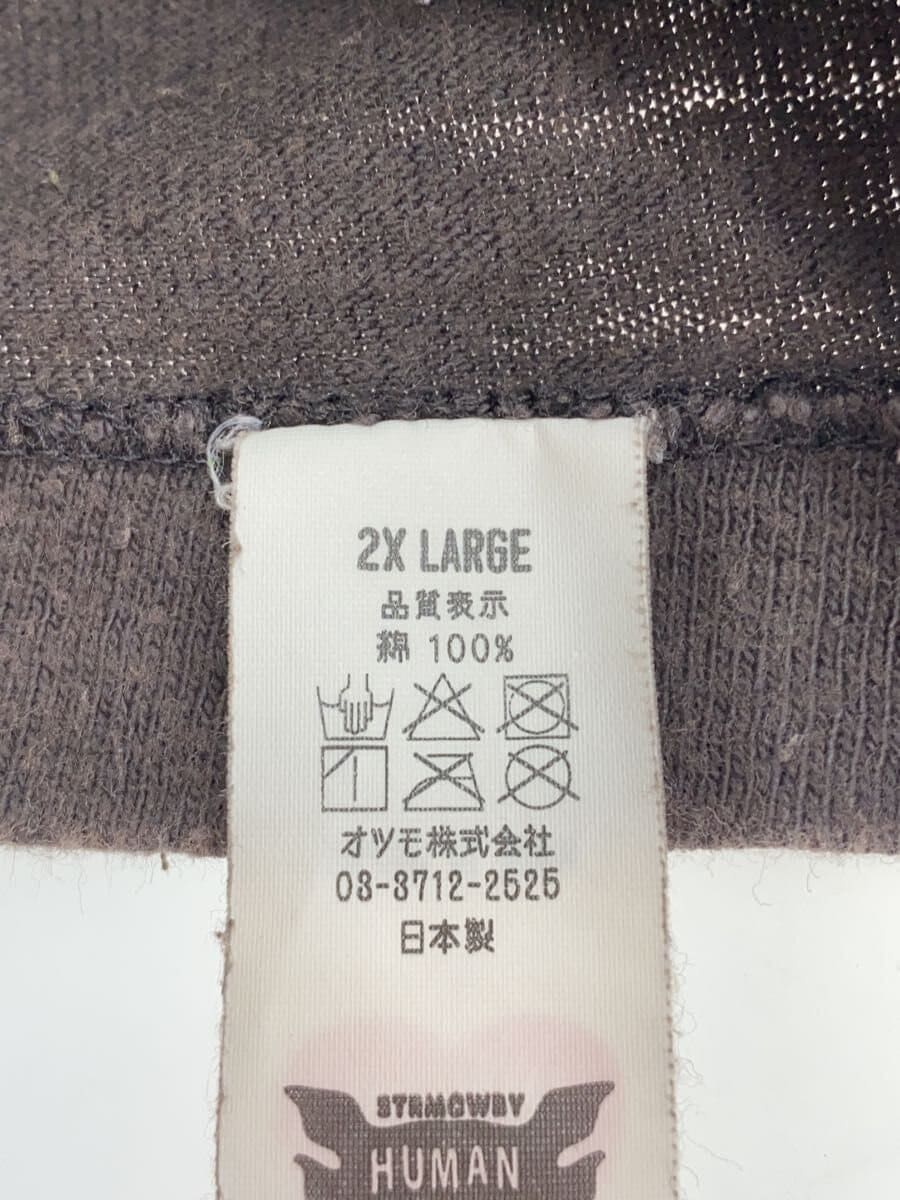 2X LARGE
品質表示
綿 100%
オツモ株式会社
03-3712-2525
日本製
STRMCWBY
HUMAN